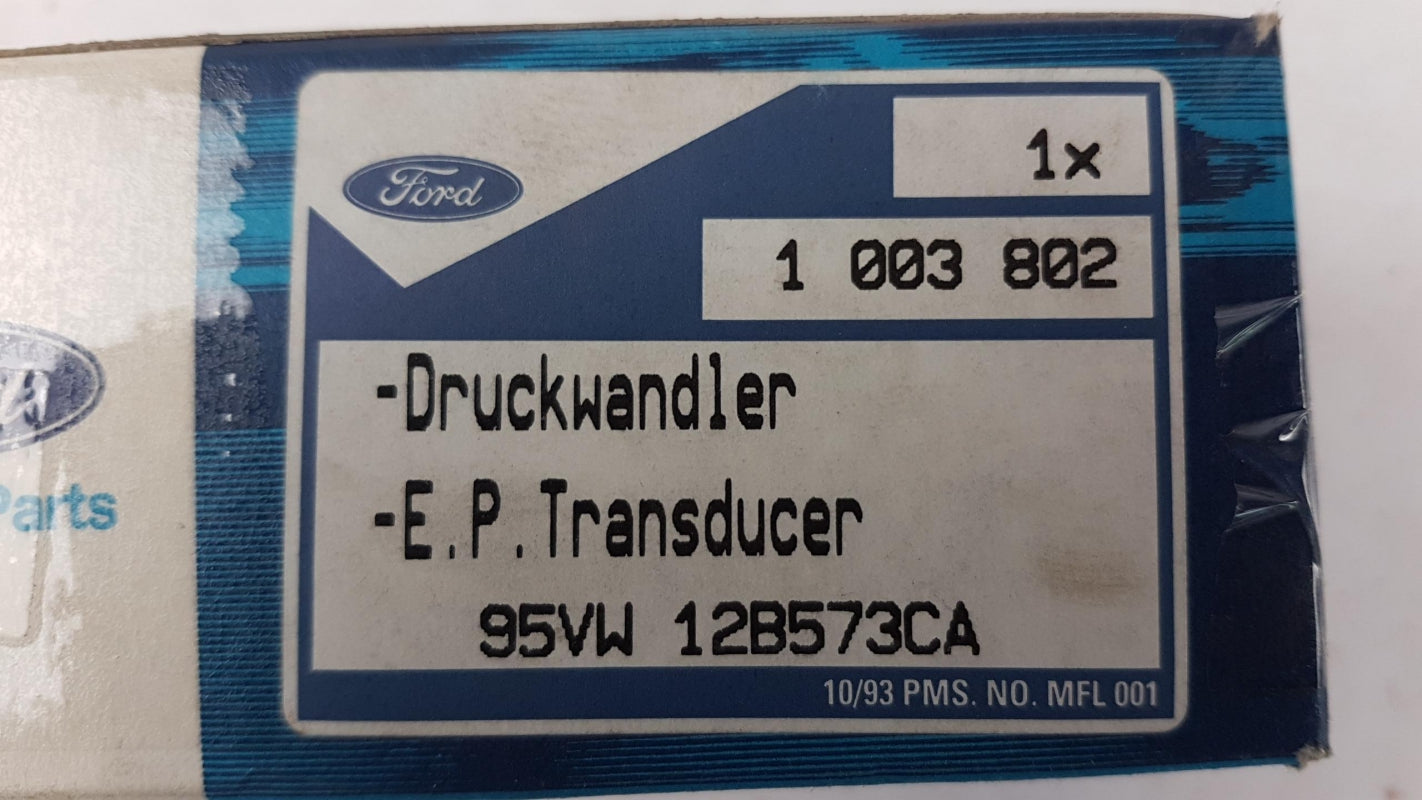 Ford
1x
1 003 802
-Druckwandler
-E.P.Transducer
95VW 12B573CA
10/93 PMS. NO. MFL 001
Parts